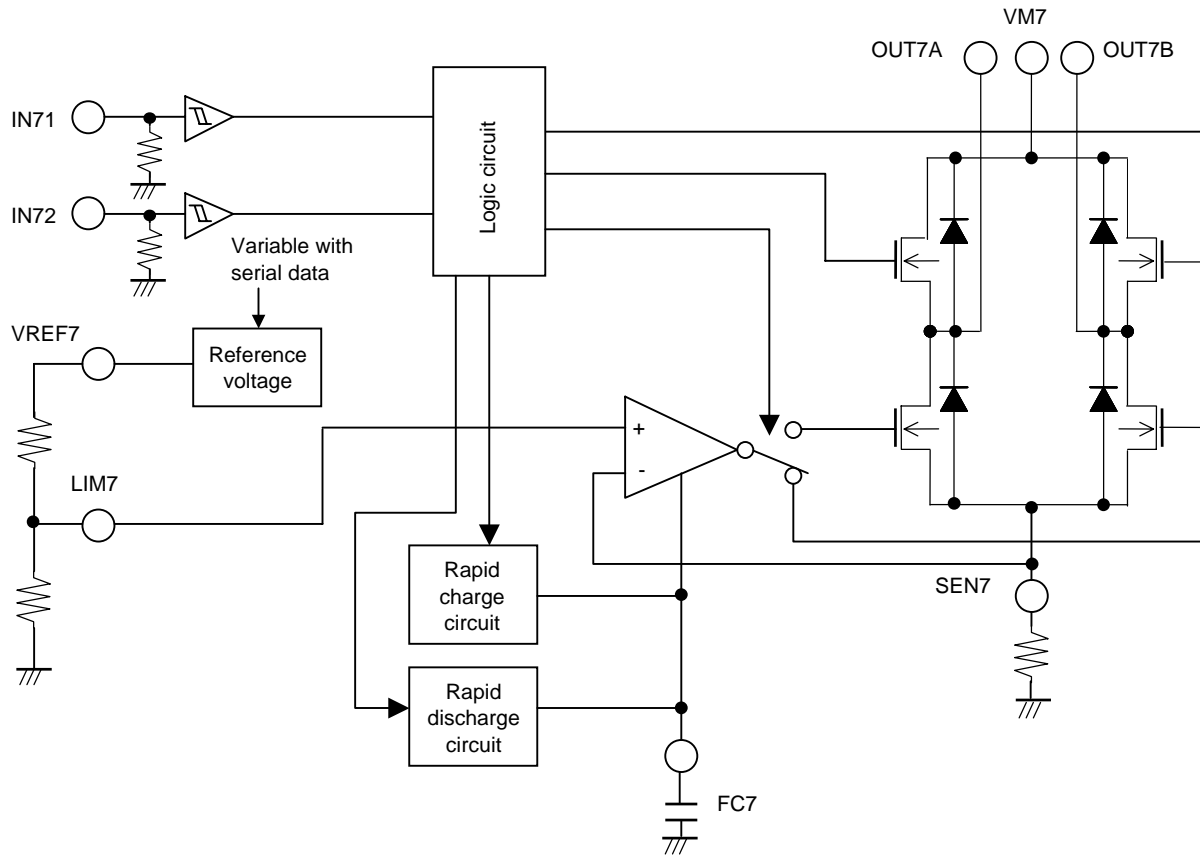 VM7
OUT7A
OUT7B
IN71
Logic circuit
IN72
Variable with
serial data
VREF7
Reference
voltage
+
-
LIM7
Rapid
charge
circuit
SEN7
Rapid
discharge
circuit
FC7